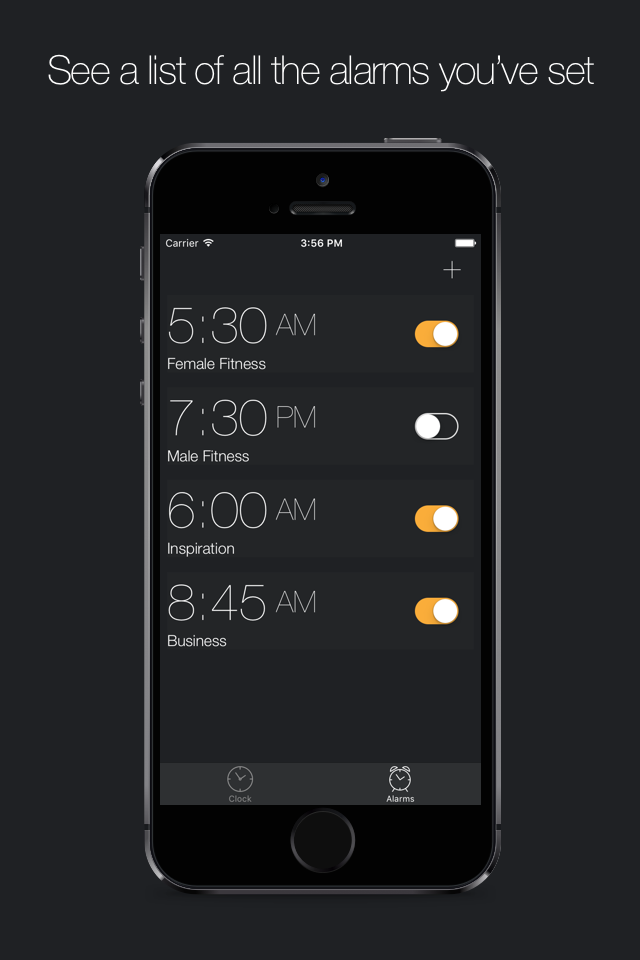 See a list of all the alarms you've set
Carrier 3:56 PM
5:30 AM
Female Fitness
7:30 PM
Male Fitness
6:00 AM
Inspiration
8:45 AM
Business
Clock Alarms